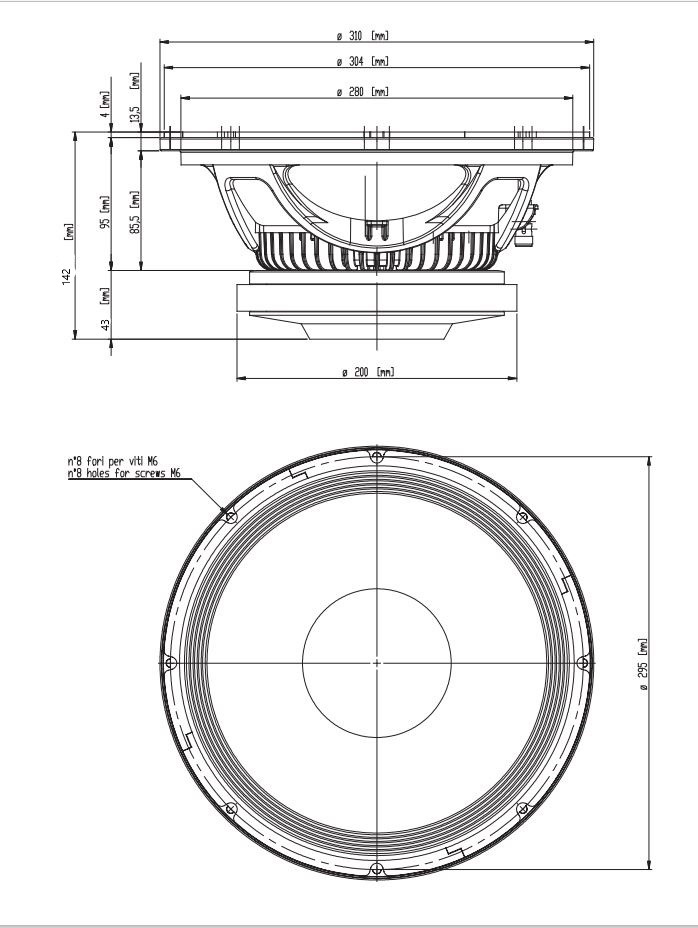 ø 310 [mm]
ø 304 [mm]
ø 280 [mm]
4 [mm]
13,5 [mm]
95 [mm]
85,5 [mm]
142 [mm]
43 [mm]
ø 200 [mm]
n°8 fori per viti M6
n°8 holes for screws M6
ø 295 [mm]